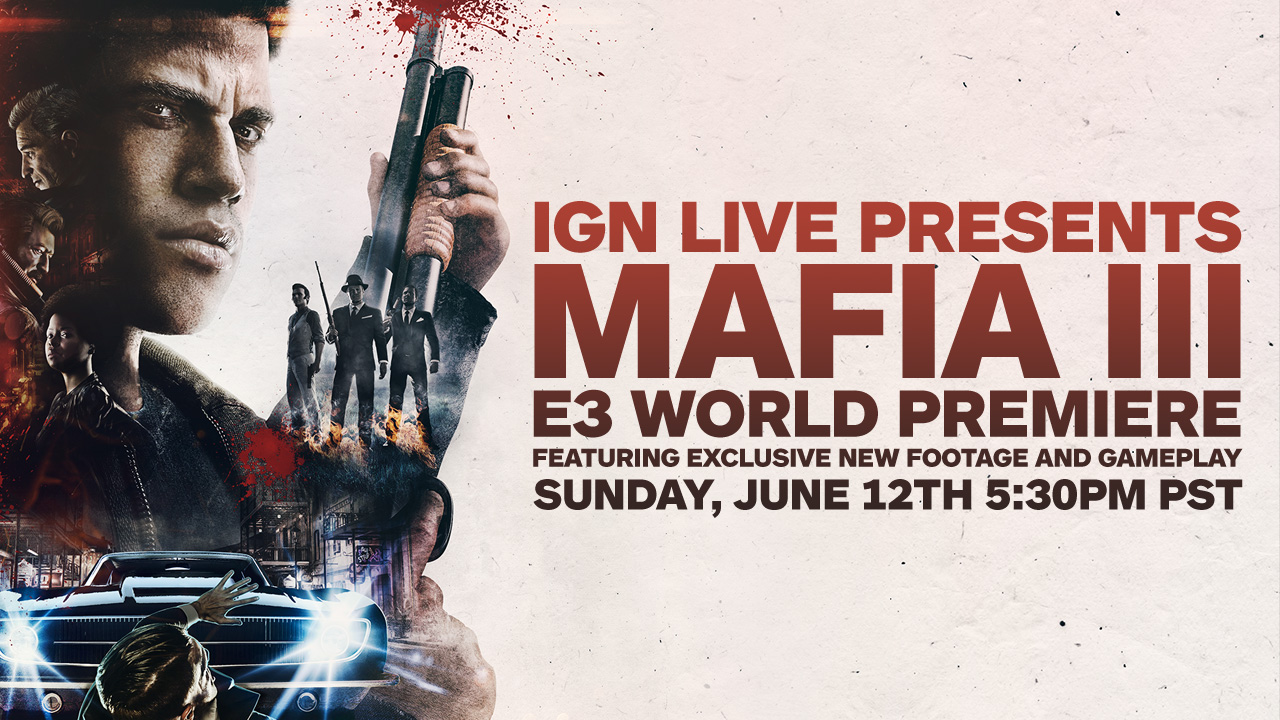 IGN LIVE PRESENTS
MAFIA III
E3 WORLD PREMIERE
FEATURING EXCLUSIVE NEW FOOTAGE AND GAMEPLAY
SUNDAY, JUNE 12TH 5:30PM PST